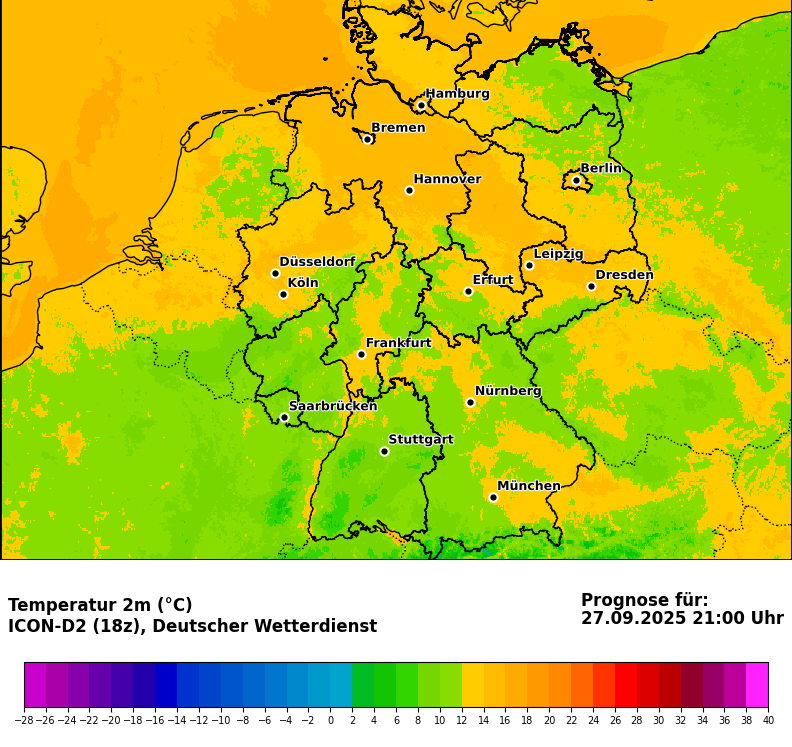 Hamburg
Bremen
Berlin
Hannover
Leipzig
Düsseldorf
Dresden
Köln
Erfurt
Frankfurt
Nürnberg
Saarbrücken
Stuttgart
München
Temperatur 2m (°C)
ICON-D2 (18z), Deutscher Wetterdienst
Prognose für:
27.09.2025 21:00 Uhr
−28 −26 −24 −22 −20 −18 −16 −14 −12 −10 −8 −6 −4 −2 0 2 4 6 8 10 12 14 16 18 20 22 24 26 28 30 32 34 36 38 40